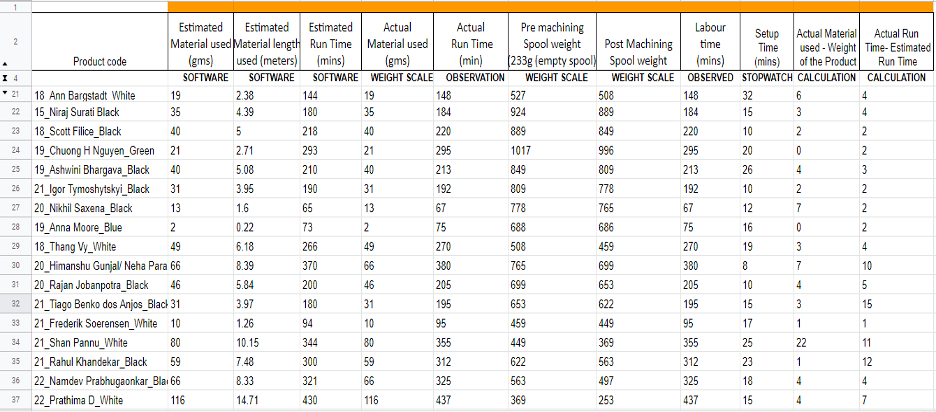 1
2 Product code Estimated Material used (gms) Estimated Material length used (meters) Estimated Run Time (mins) Actual Material used (gms) Actual Run Time (min) Pre machining Spool weight (233g (empty spool) Post Machining Spool weight Labour time (mins) Setup Time (mins) Actual Material used - Weight of the Product Actual Run Time- Estimated Run Time
4 SOFTWARE SOFTWARE SOFTWARE WEIGHT SCALE OBSERVATION WEIGHT SCALE WEIGHT SCALE OBSERVED STOPWATCH CALCULATION CALCULATION
21 18_Ann Bargstadt_White 19 2.38 144 19 148 527 508 148 32 6 4
22 15_Niraj Surati Black 35 4.39 180 35 184 924 889 184 15 3 4
23 18_Scott Filice_Black 40 5 218 40 220 889 849 220 10 2 2
24 19_Chuong H Nguyen_Green 21 2.71 293 21 295 1017 996 295 20 0 2
25 19_Ashwini Bhargava_Black 40 5.08 210 40 213 849 809 213 26 4 3
26 21_Igor Tymoshytskyi_Black 31 3.95 190 31 192 809 778 192 10 2 2
27 20_Nikhil Saxena_Black 13 1.6 65 13 67 778 765 67 12 7 2
28 19_Anna Moore_Blue 2 0.22 73 2 75 688 686 75 16 0 2
29 18_Thang Vy_White 49 6.18 266 49 270 508 459 270 19 3 4
30 20_Himanshu Gunjal/ Neha Para 66 8.39 370 66 380 765 699 380 8 7 10
31 20_Rajan Jobanpotra_Black 46 5.84 200 46 205 699 653 205 10 4 5
32 21_Tiago Benko dos Anjos_Black 31 3.97 180 31 195 653 622 195 15 3 15
33 21_Frederik Soerensen_White 10 1.26 94 10 95 459 449 95 17 1 1
34 21_Shan Pannu_White 80 10.15 344 80 355 449 369 355 25 22 11
35 21_Rahul Khandekar_Black 59 7.48 300 59 312 622 563 312 23 1 12
36 22_Namdev Prabhugaonkar_Bla 66 8.33 321 66 325 563 497 325 18 4 4
37 22_Prathima D_White 116 14.71 430 116 437 369 253 437 15 4 7